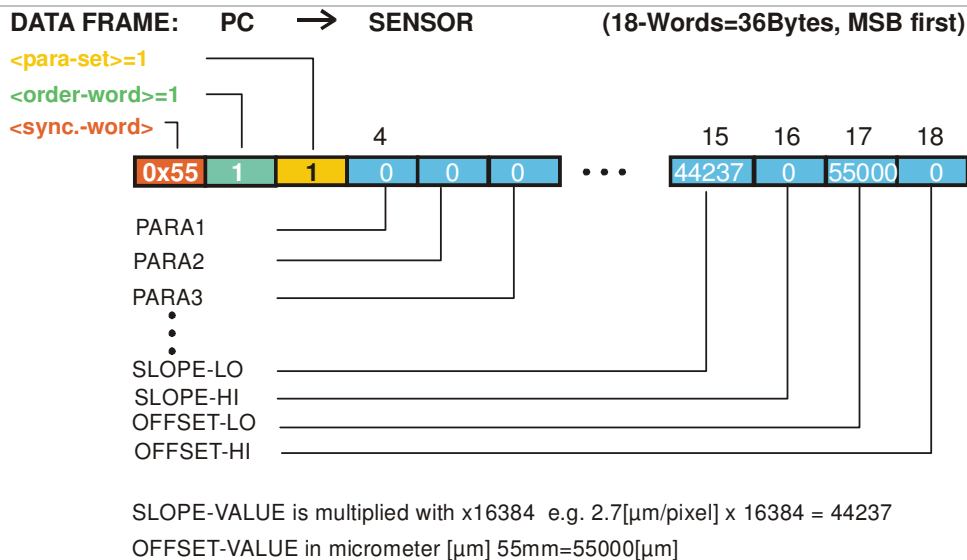 DATA FRAME: PC → SENSOR (18-Words=36Bytes, MSB first)
<para-set>=1
<order-word>=1
<sync.-word>
4 15 16 17 18
0x55 1 1 0 0 0 • • • 44237 0 55000 0
PARA1
PARA2
PARA3
SLOPE-LO
SLOPE-HI
OFFSET-LO
OFFSET-HI
SLOPE-VALUE is multiplied with x16384 e.g. 2.7[µm/pixel] x 16384 = 44237
OFFSET-VALUE in micrometer [µm] 55mm=55000[µm]